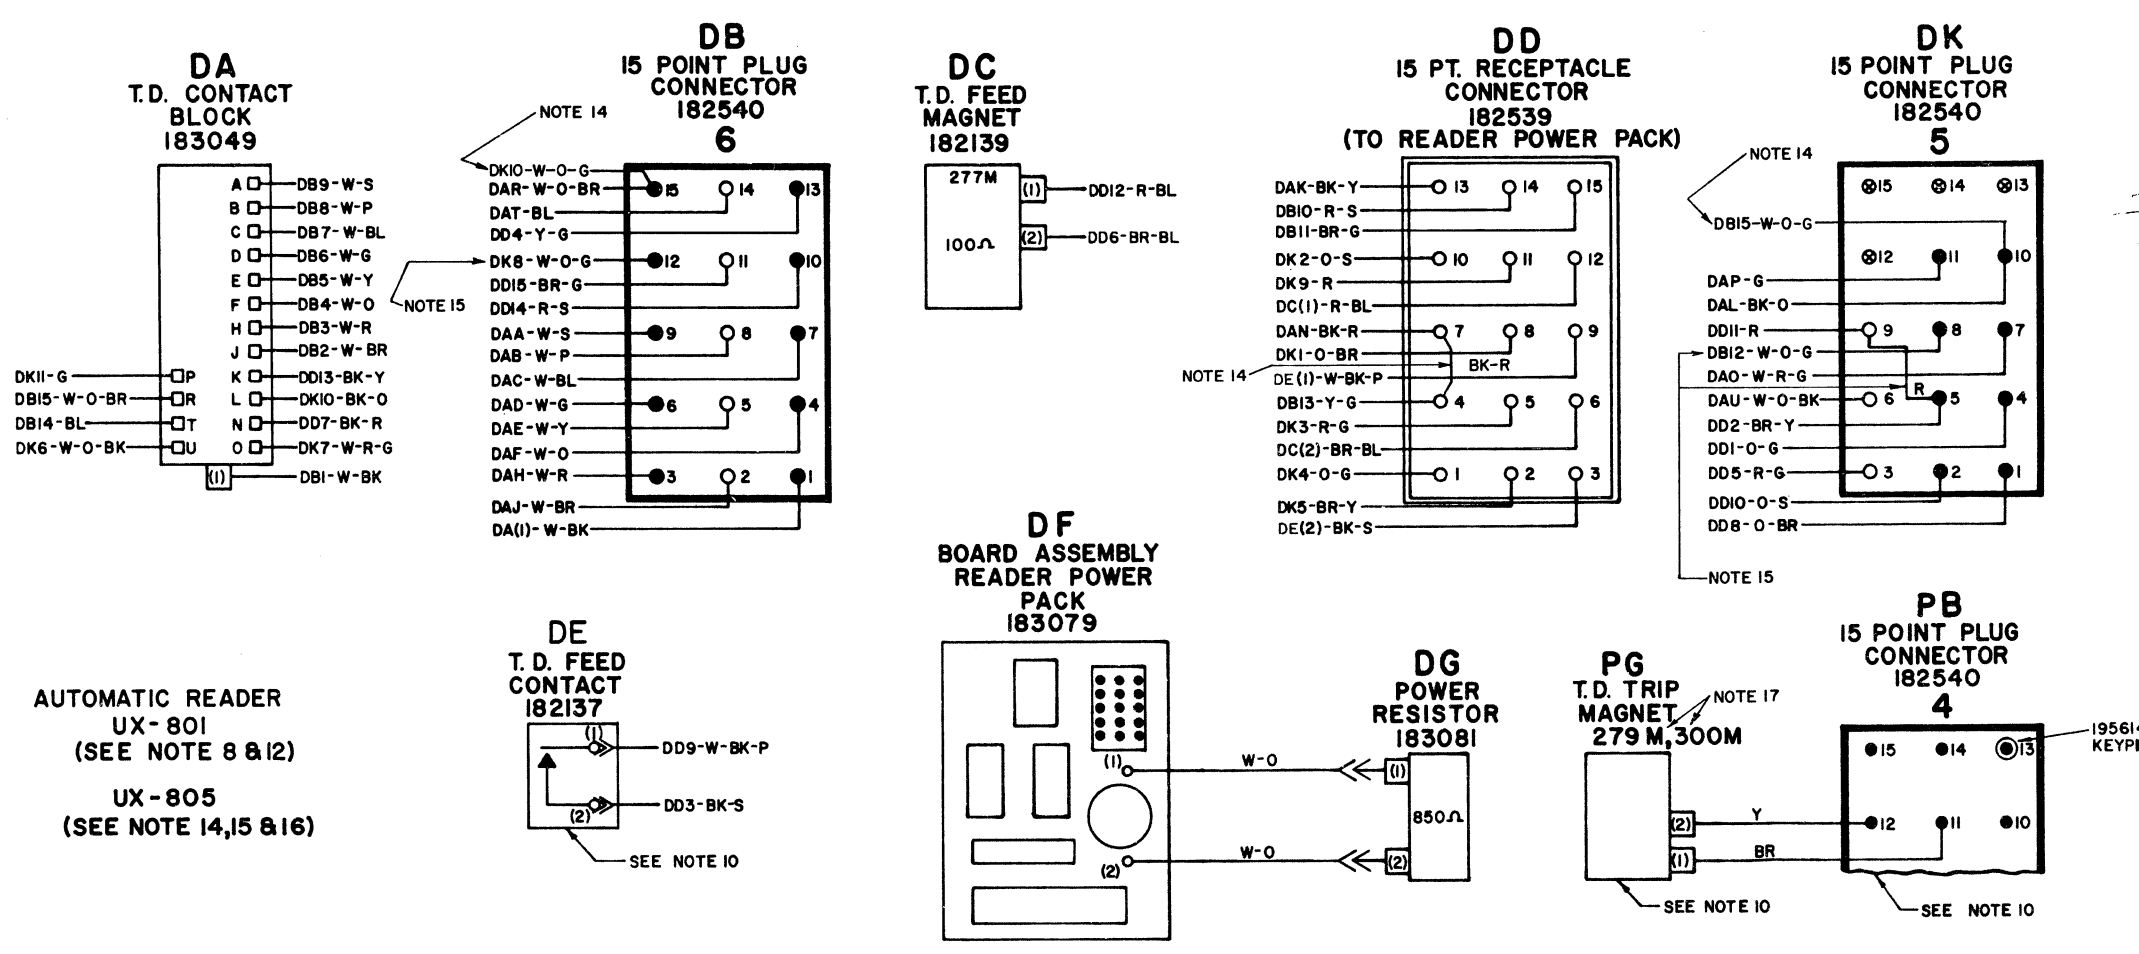 DA
T.D. CONTACT
BLOCK
183049
A DB9-W-S
B DB8-W-P
C DB7-W-BL
D DB6-W-G
E DB5-W-Y
F DB4-W-O
H DB3-W-R
J DB2-W-BR
DK11-G P K DD13-BK-Y
DB15-W-O-BR R L DK10-BK-O
DB14-BL T N DD7-BK-R
DK6-W-O-BK U O DK7-W-R-G
(1) DB1-W-BK
DB
15 POINT PLUG
CONNECTOR
182540
6
NOTE 14
DK10-W-O-G
DAR-W-O-BR 15 14 13
DAT-BL
DD4-Y-G
DK8-W-O-G 12 11 10
DD15-BR-G
NOTE 15
DD14-R-S
DAA-W-S 9 8 7
DAB-W-P
DAC-W-BL
DAD-W-G 6 5 4
DAE-W-Y
DAF-W-O
DAH-W-R 3 2 1
DAJ-W-BR
DA(1)-W-BK
DC
T.D. FEED
MAGNET
182139
277M
(1) DD12-R-BL
100Ω (2) DD6-BR-BL
DD
15 PT. RECEPTACLE
CONNECTOR
182539
(TO READER POWER PACK)
DAK-BK-Y 13 14 15
DB10-R-S
DB11-BR-G
DK2-O-S 10 11 12
DK9-R
DC(1)-R-BL
DAN-BK-R 7 8 9
DK1-O-BR
NOTE 14 BK-R
DE(1)-W-BK-P
DB13-Y-G 4 5 6
DK3-R-G
DC(2)-BR-BL
DK4-O-G 1 2 3
DK5-BR-Y
DE(2)-BK-S
DK
15 POINT PLUG
CONNECTOR
182540
5
NOTE 14
15 14 13
DB15-W-O-G
12 11 10
DAP-G
DAL-BK-O
DD11-R 9 8 7
DB12-W-O-G
DAO-W-R-G
R
DAU-W-O-BK 6 5 4
DD2-BR-Y
DD1-O-G
DD5-R-G 3 2 1
DD10-O-S
DD8-O-BR
NOTE 15
AUTOMATIC READER
UX-801
(SEE NOTE 8 & 12)
UX-805
(SEE NOTE 14,15 & 16)
DE
T.D. FEED
CONTACT
182137
(1) DD9-W-BK-P
(2) DD3-BK-S
SEE NOTE 10
DF
BOARD ASSEMBLY
READER POWER
PACK
183079
(1) W-O
(2) W-O
DG
POWER
RESISTOR
183081
(1)
850Ω
(2)
PG
T.D. TRIP
MAGNET
279M,300M
NOTE 17
(2) Y
(1) BR
SEE NOTE 10
PB
15 POINT PLUG
CONNECTOR
182540
4
15 14 13
12 11 10
SEE NOTE 10